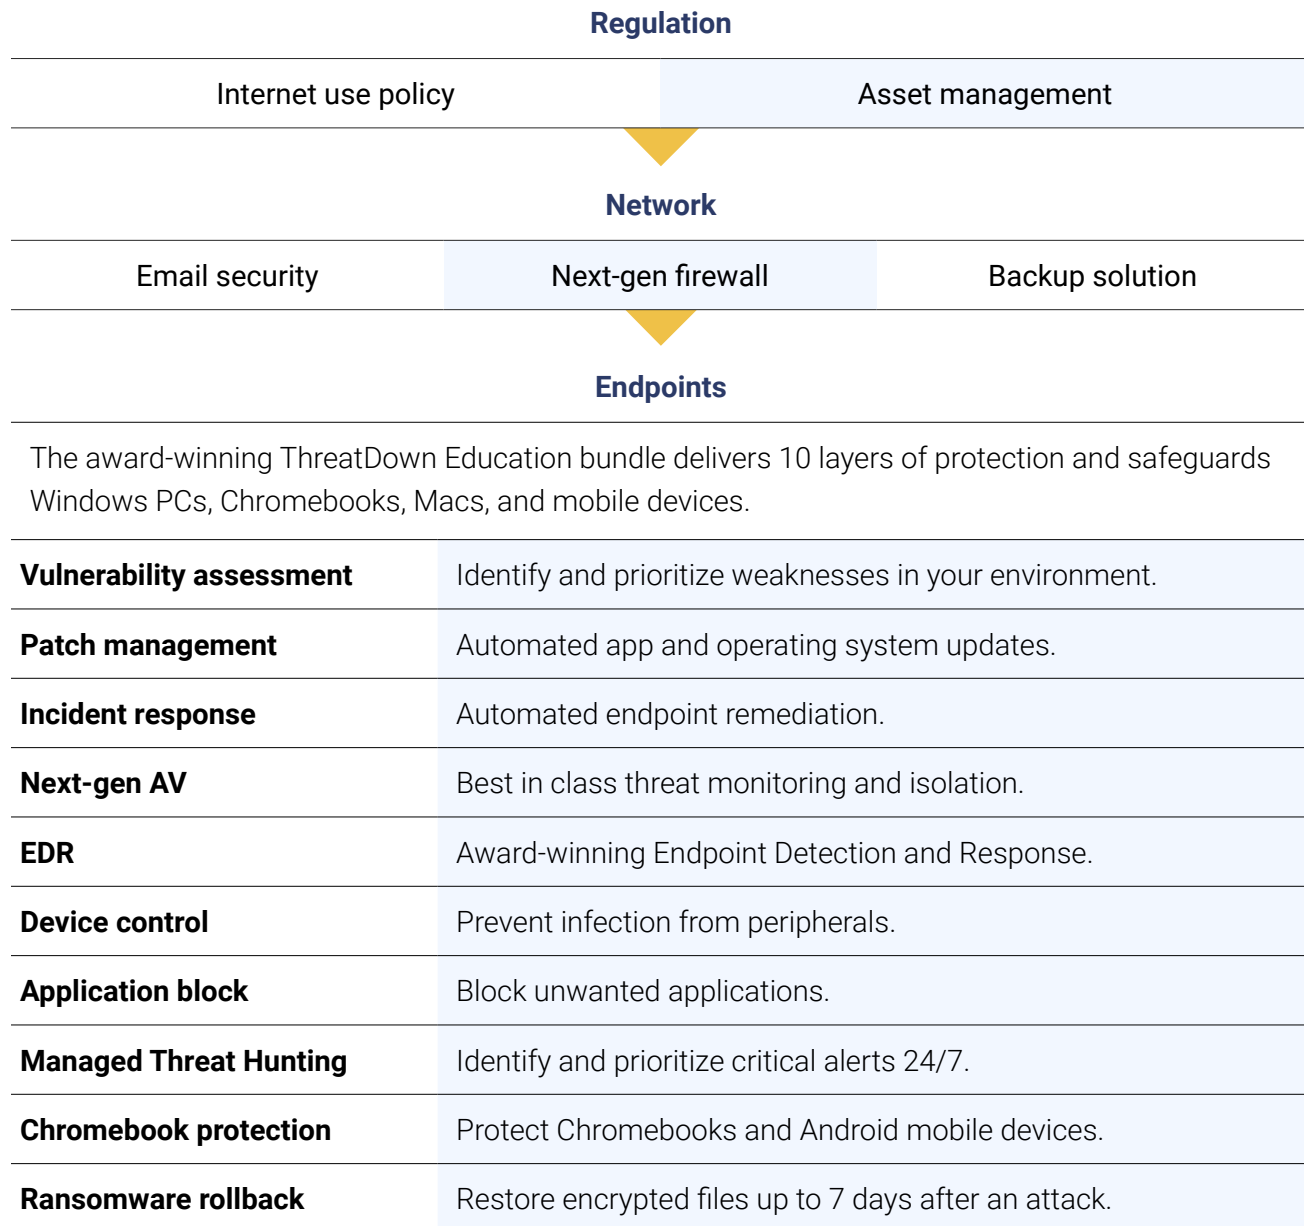 Regulation
Internet use policy
Asset management
Network
Email security
Next-gen firewall
Backup solution
Endpoints
The award-winning ThreatDown Education bundle delivers 10 layers of protection and safeguards
Windows PCs, Chromebooks, Macs, and mobile devices.
Vulnerability assessment
Identify and prioritize weaknesses in your environment.
Patch management
Automated app and operating system updates.
Incident response
Automated endpoint remediation.
Next-gen AV
Best in class threat monitoring and isolation.
EDR
Award-winning Endpoint Detection and Response.
Device control
Prevent infection from peripherals.
Application block
Block unwanted applications.
Managed Threat Hunting
Identify and prioritize critical alerts 24/7.
Chromebook protection
Protect Chromebooks and Android mobile devices.
Ransomware rollback
Restore encrypted files up to 7 days after an attack.